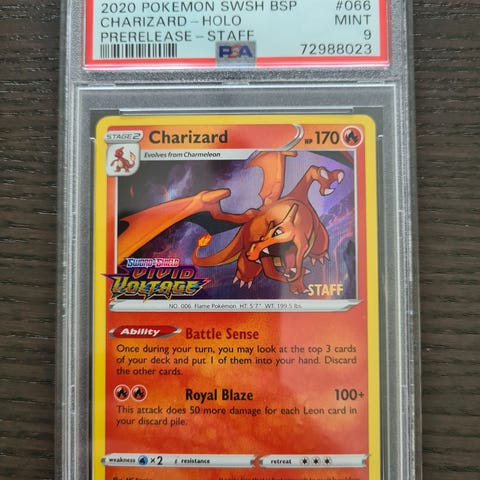 2020 POKEMON SWSH BSP #066
CHARIZARD-HOLO MINT
PRERELEASE-STAFF PSA 9
72988023
STAGE 2 Charizard HP 170
Evolves from Charmeleon
SWORD & SHIELD
VIVID
VOLTAGE
STAFF
NO. 006 Flame Pokémon HT: 5'7" WT: 199.5 lbs.
Ability Battle Sense
Once during your turn, you may look at the top 3 cards
of your deck and put 1 of them into your hand. Discard
the other cards.
Royal Blaze 100+
This attack does 50 more damage for each Leon card in
your discard pile.
weakness ×2 resistance retreat